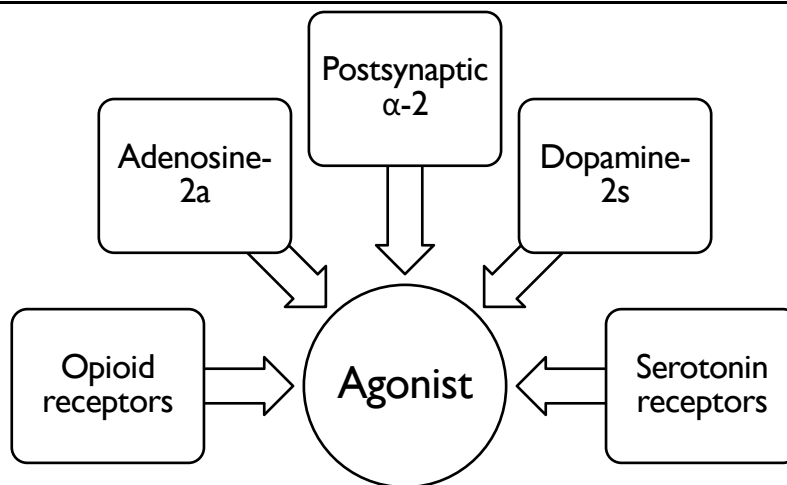 Postsynaptic
α-2
Adenosine-
2a
Dopamine-
2s
Opioid
receptors
Agonist
Serotonin
receptors